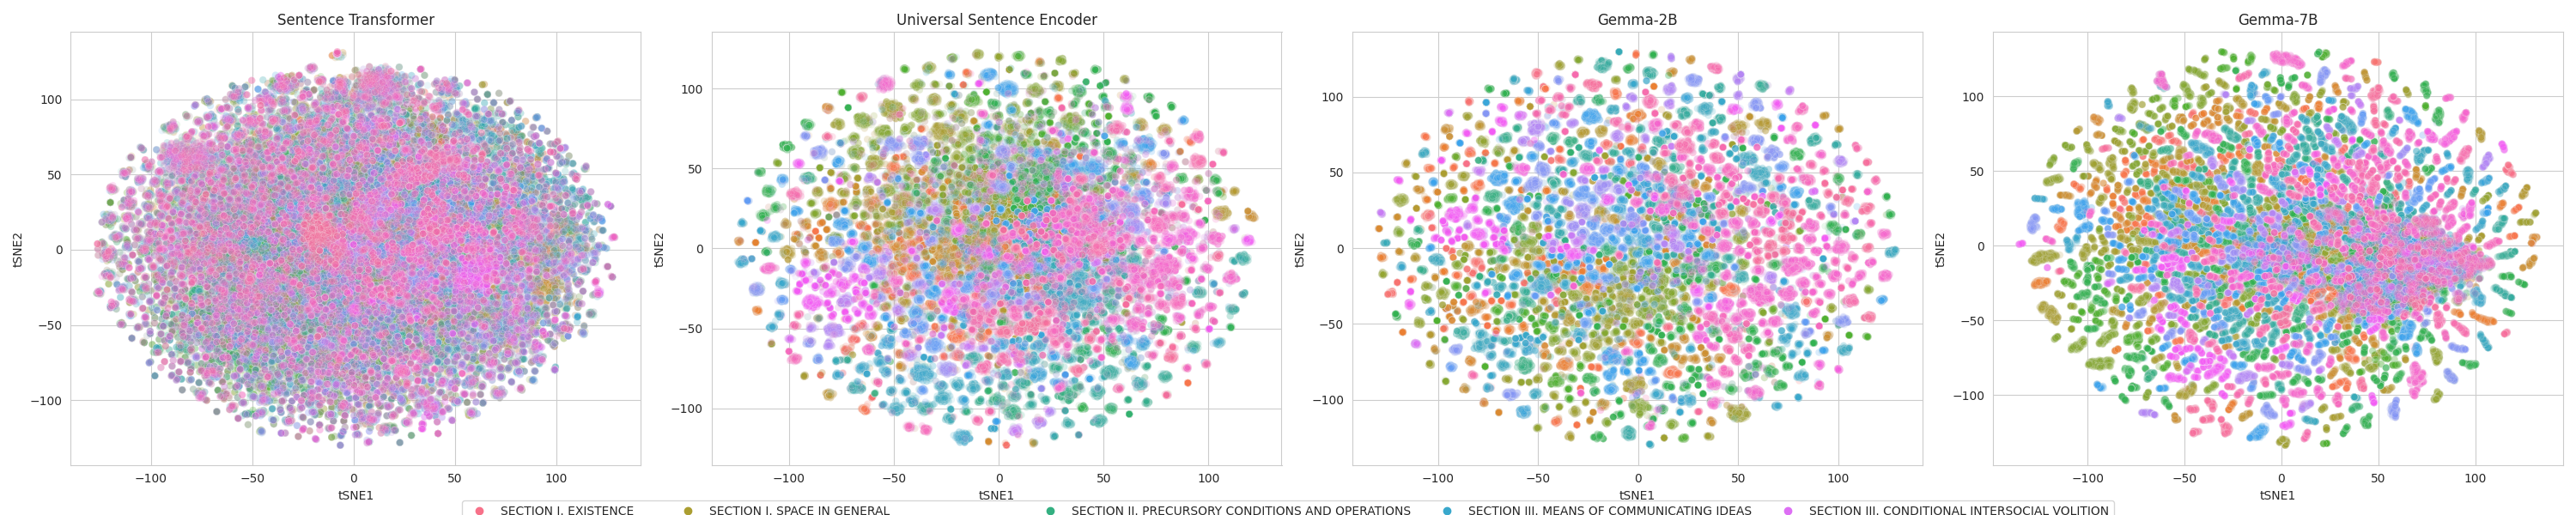 Sentence Transformer
100
50
0
−50
−100
−100
−50
0
50
100
tSNE2
tSNE1
Universal Sentence Encoder
100
50
0
−50
−100
−100
−50
0
50
100
tSNE2
tSNE1
Gemma-2B
100
50
0
−50
−100
−100
−50
0
50
100
tSNE2
tSNE1
Gemma-7B
100
50
0
−50
−100
−100
−50
0
50
100
tSNE2
tSNE1
SECTION I. EXISTENCE
SECTION I. SPACE IN GENERAL
SECTION II. PRECURSORY CONDITIONS AND OPERATIONS
SECTION III. MEANS OF COMMUNICATING IDEAS
SECTION III. CONDITIONAL INTERSOCIAL VOLITION